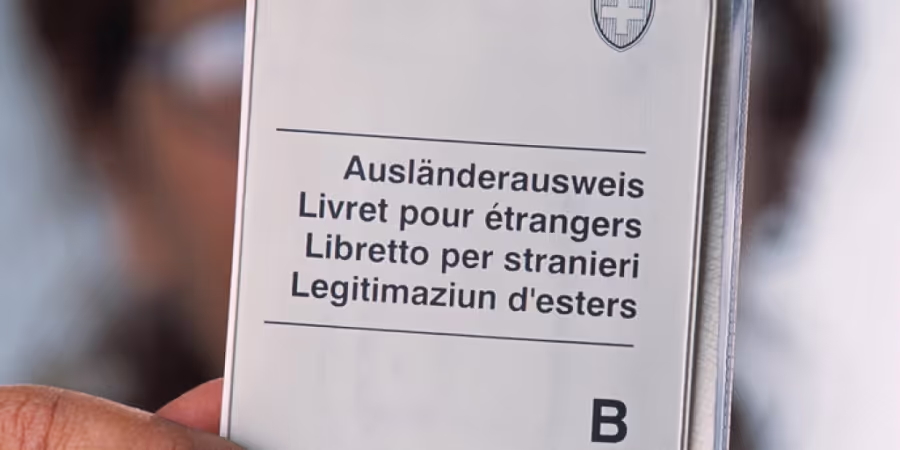 Ausländerausweis
Livret pour étrangers
Libretto per stranieri
Legitimaziun d'esters
B